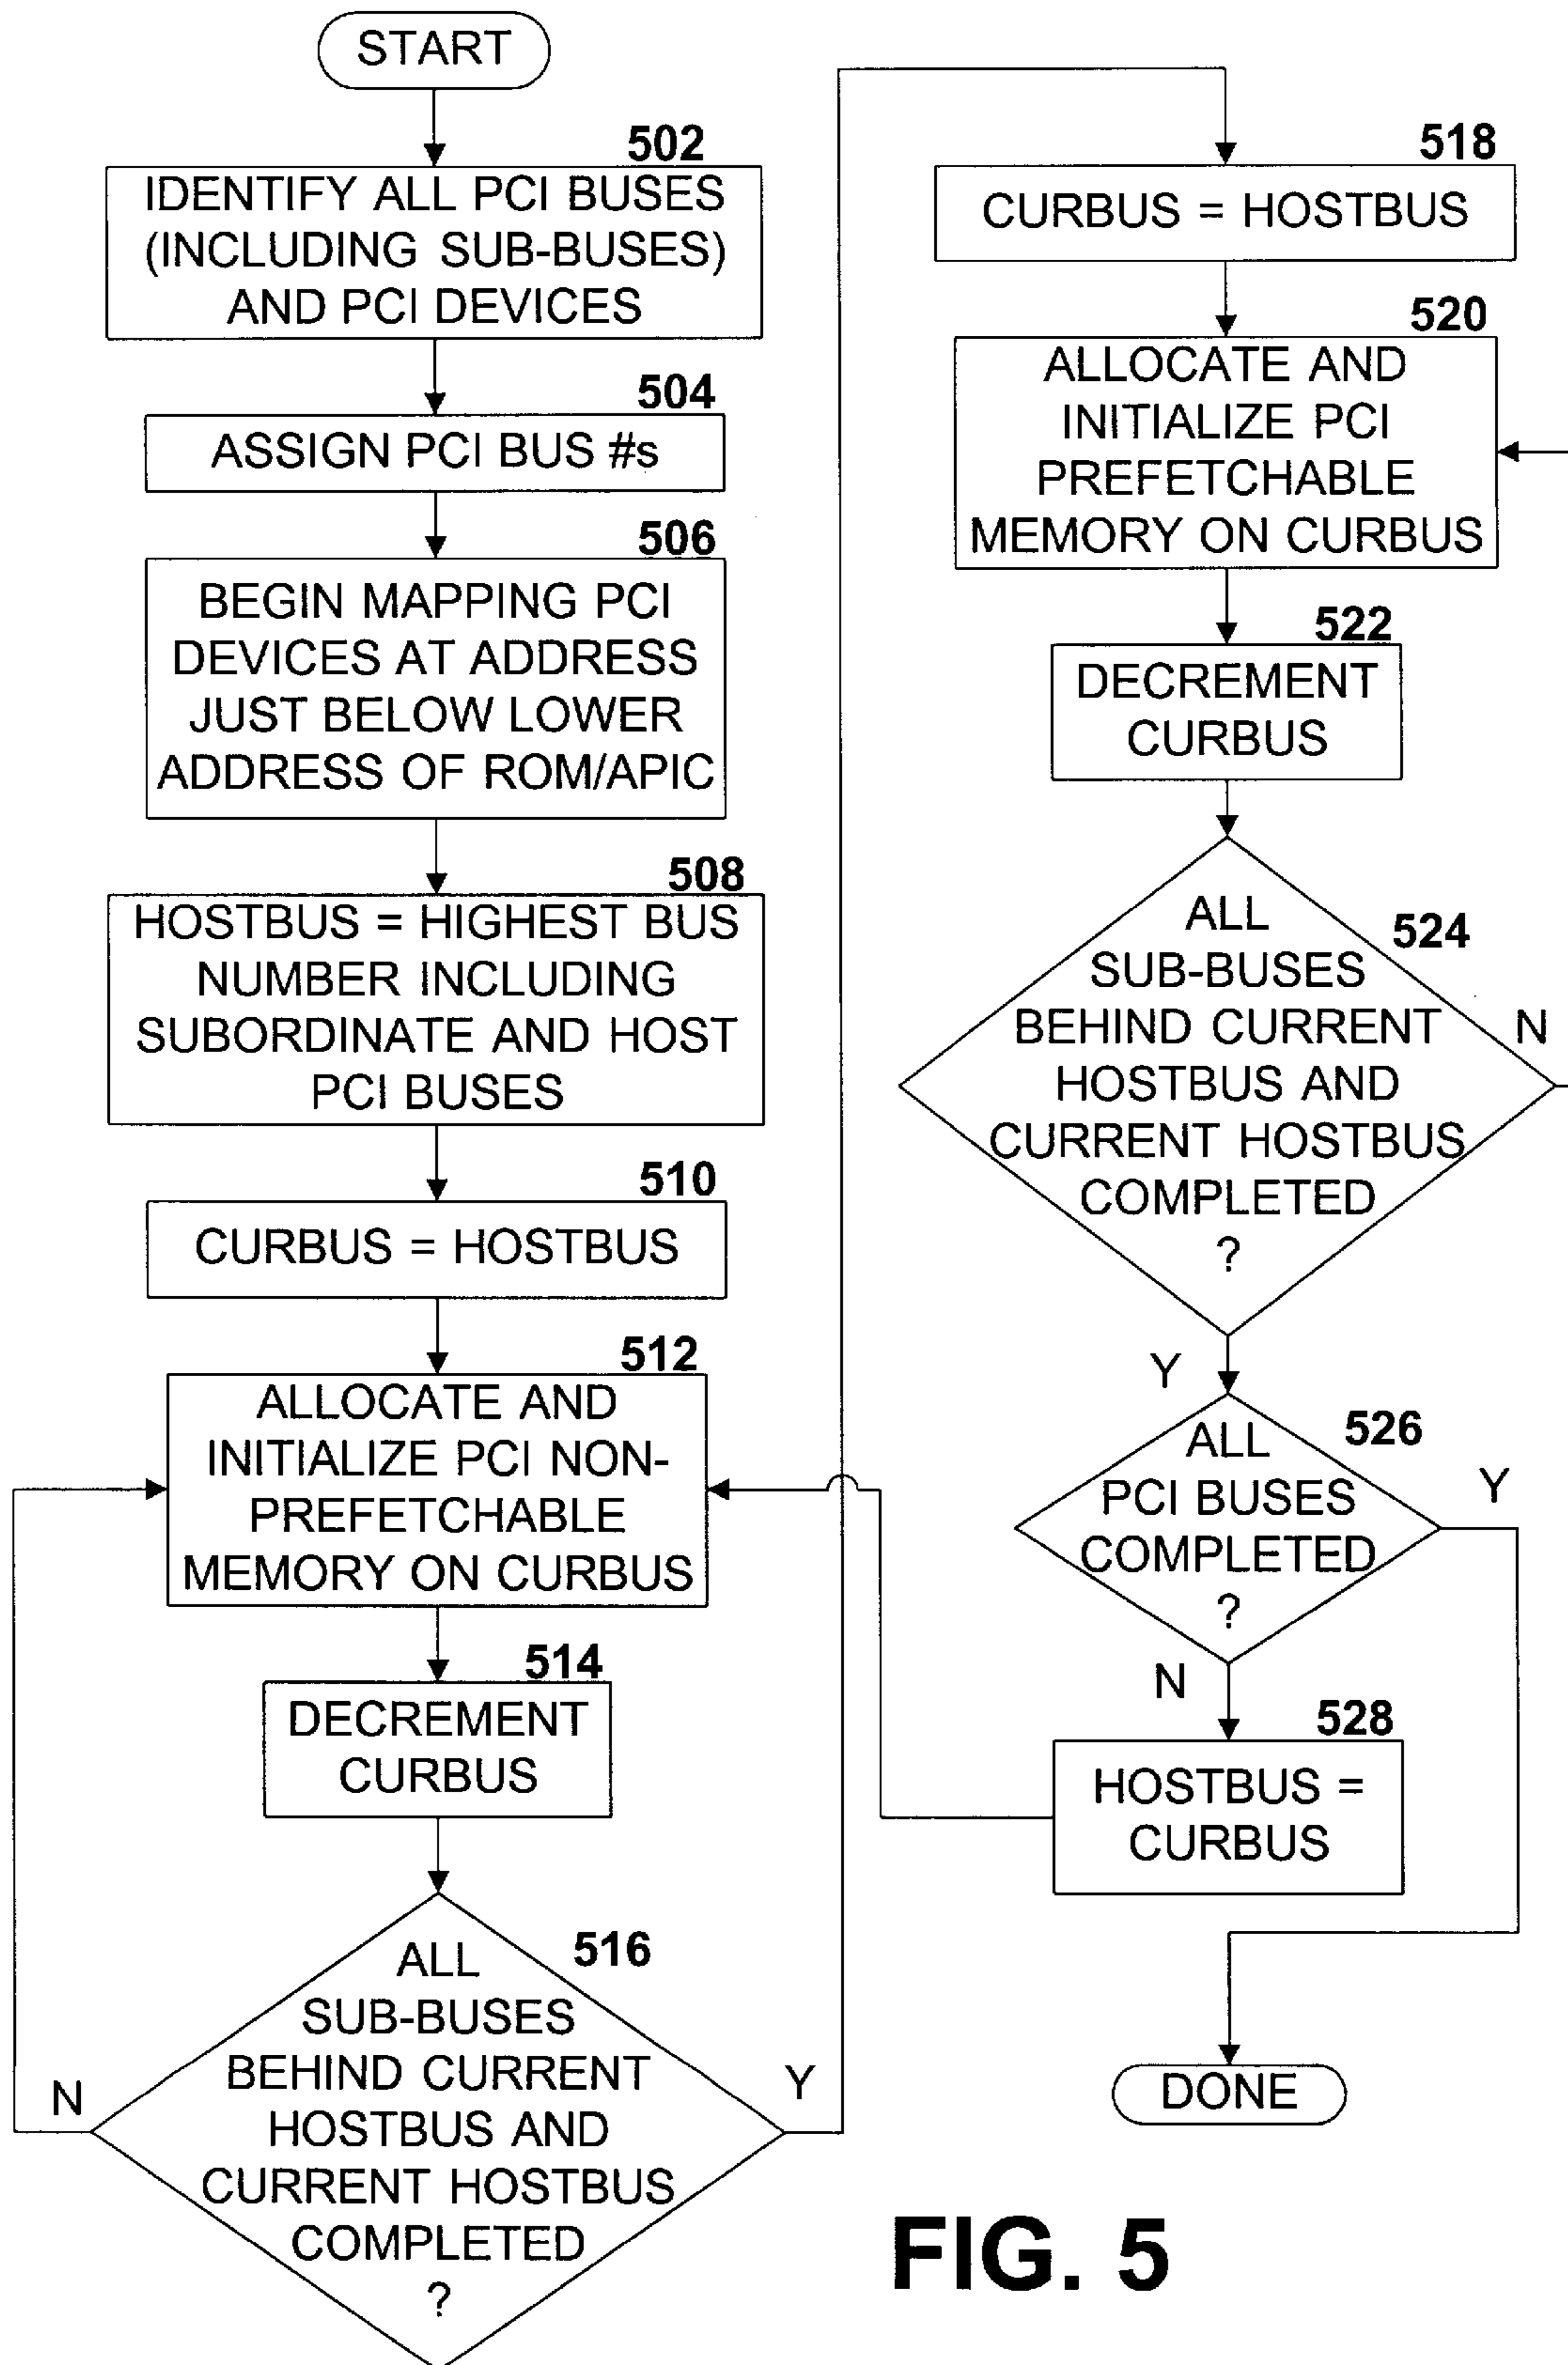 START
502
IDENTIFY ALL PCI BUSES
(INCLUDING SUB-BUSES)
AND PCI DEVICES
504
ASSIGN PCI BUS #s
506
BEGIN MAPPING PCI
DEVICES AT ADDRESS
JUST BELOW LOWER
ADDRESS OF ROM/APIC
508
HOSTBUS = HIGHEST BUS
NUMBER INCLUDING
SUBORDINATE AND HOST
PCI BUSES
510
CURBUS = HOSTBUS
512
ALLOCATE AND
INITIALIZE PCI NON-
PREFETCHABLE
MEMORY ON CURBUS
514
DECREMENT
CURBUS
516
ALL
SUB-BUSES
BEHIND CURRENT
HOSTBUS AND
CURRENT HOSTBUS
COMPLETED
?
N
Y
518
CURBUS = HOSTBUS
520
ALLOCATE AND
INITIALIZE PCI
PREFETCHABLE
MEMORY ON CURBUS
522
DECREMENT
CURBUS
524
ALL
SUB-BUSES
BEHIND CURRENT
HOSTBUS AND
CURRENT HOSTBUS
COMPLETED
?
N
Y
526
ALL
PCI BUSES
COMPLETED
?
Y
N
528
HOSTBUS =
CURBUS
DONE
FIG. 5